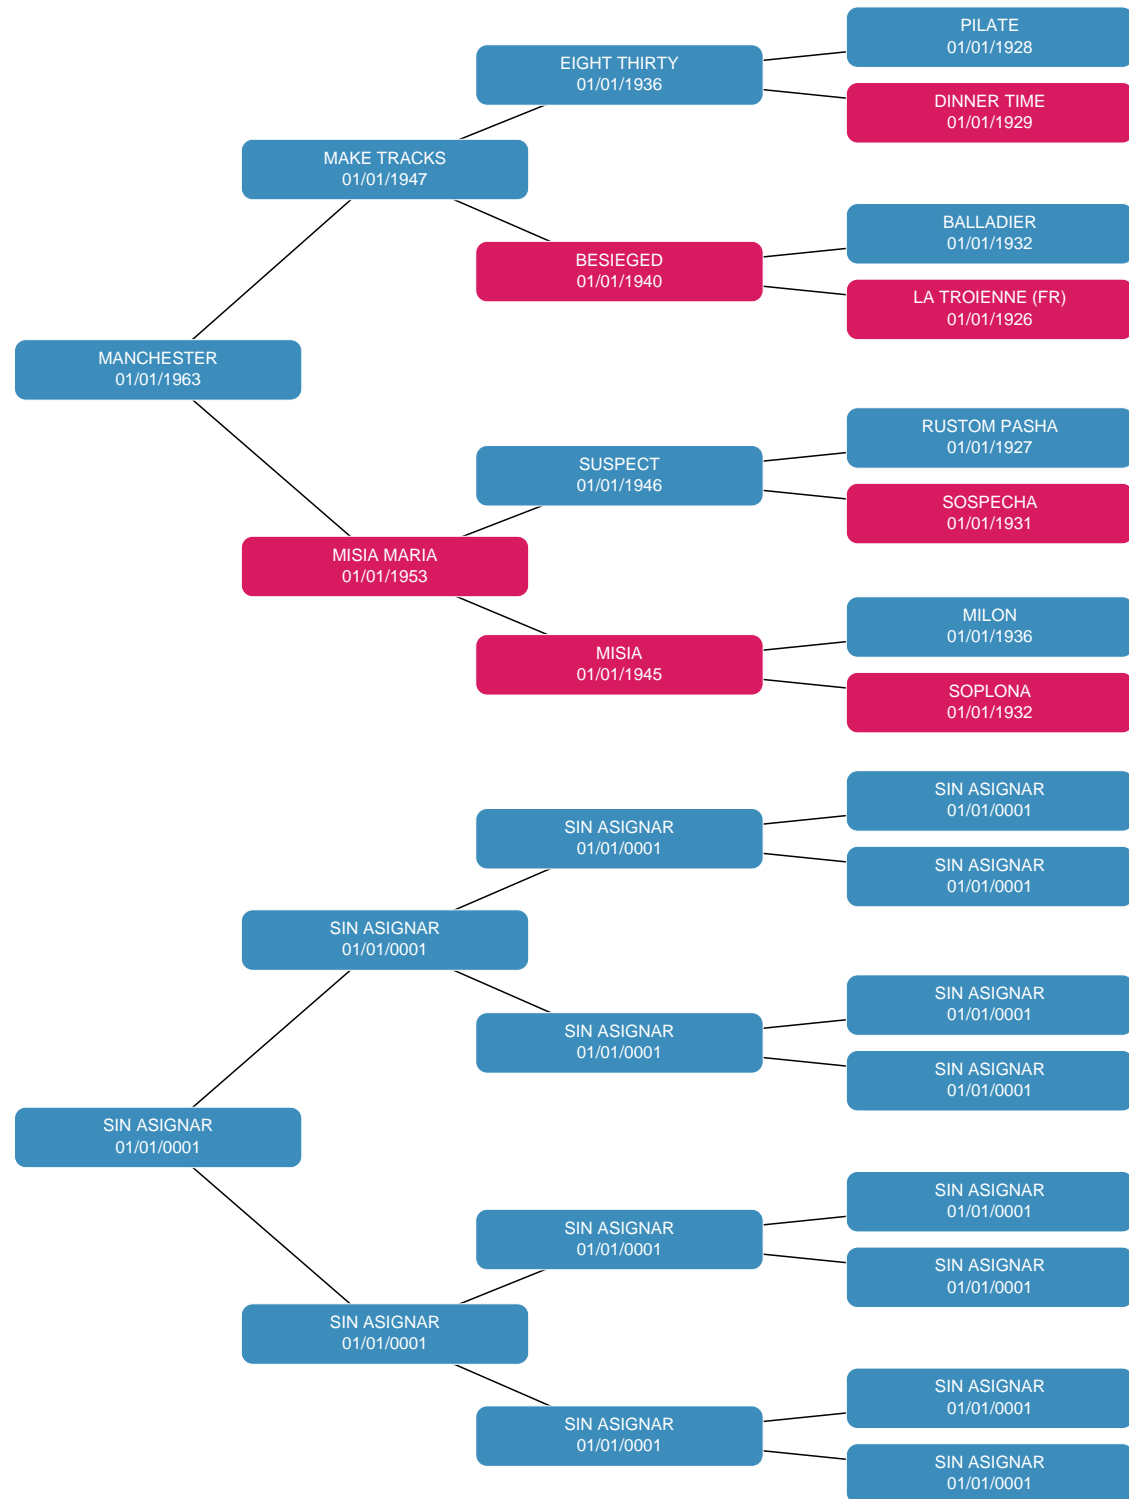 PILATE
01/01/1928
EIGHT THIRTY
01/01/1936
DINNER TIME
01/01/1929
MAKE TRACKS
01/01/1947
BALLADIER
01/01/1932
BESIEGED
01/01/1940
LA TROIENNE (FR)
01/01/1926
MANCHESTER
01/01/1963
RUSTOM PASHA
01/01/1927
SUSPECT
01/01/1946
SOSPECHA
01/01/1931
MISIA MARIA
01/01/1953
MILON
01/01/1936
MISIA
01/01/1945
SOPLONA
01/01/1932
SIN ASIGNAR
01/01/0001
SIN ASIGNAR
01/01/0001
SIN ASIGNAR
01/01/0001
SIN ASIGNAR
01/01/0001
SIN ASIGNAR
01/01/0001
SIN ASIGNAR
01/01/0001
SIN ASIGNAR
01/01/0001
SIN ASIGNAR
01/01/0001
SIN ASIGNAR
01/01/0001
SIN ASIGNAR
01/01/0001
SIN ASIGNAR
01/01/0001
SIN ASIGNAR
01/01/0001
SIN ASIGNAR
01/01/0001
SIN ASIGNAR
01/01/0001
SIN ASIGNAR
01/01/0001